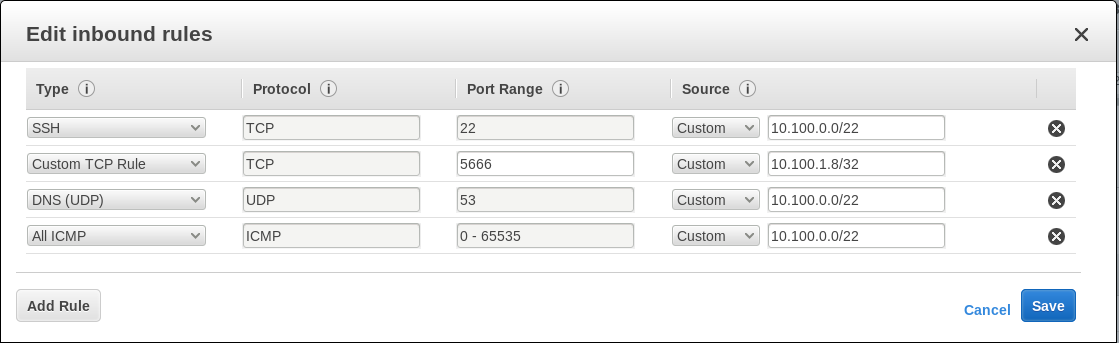 Edit inbound rules
Type i Protocol i Port Range i Source i
SSH TCP 22 Custom 10.100.0.0/22
Custom TCP Rule TCP 5666 Custom 10.100.1.8/32
DNS (UDP) UDP 53 Custom 10.100.0.0/22
All ICMP ICMP 0 - 65535 Custom 10.100.0.0/22
Add Rule Cancel Save